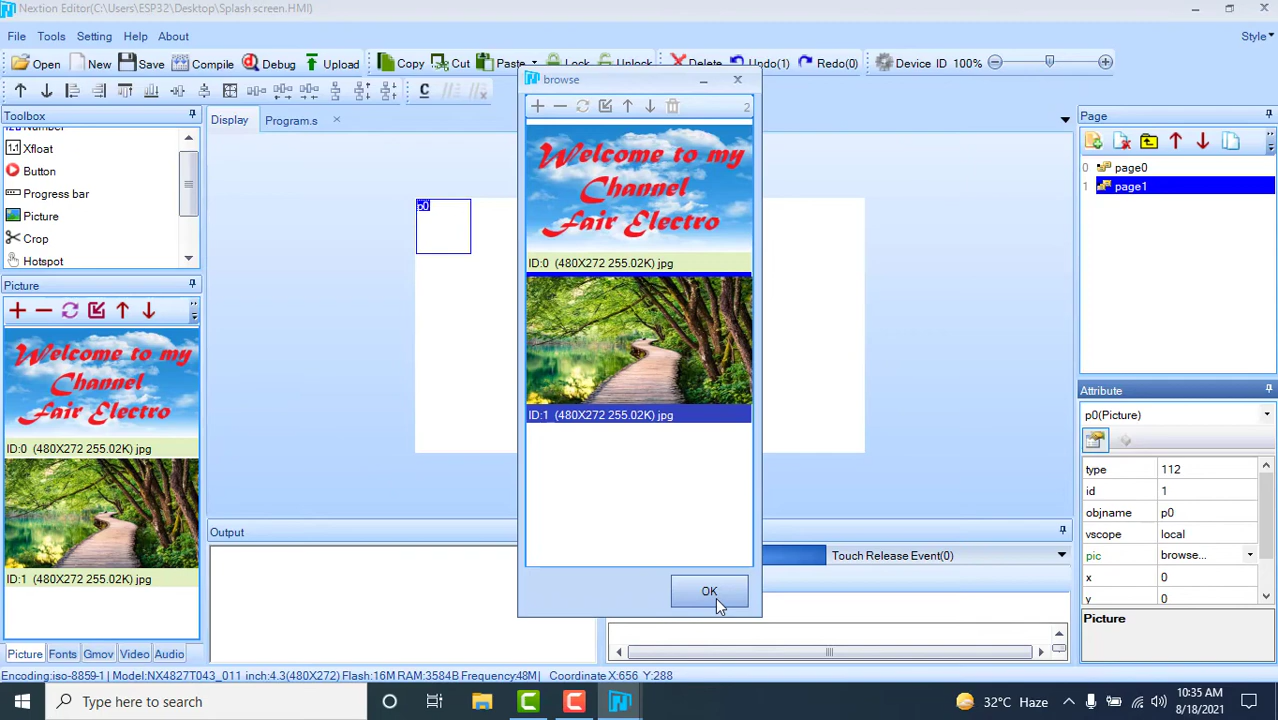 Nextion Editor(C:\Users\ESP32\Desktop\Splash screen.HMI)
File Tools Setting Help About Style
Open New Save Compile Debug Upload Copy Cut Paste Lock Unlock Delete Undo(1) Redo(0) Device ID 100%
Toolbox
Xfloat
Button
Progress bar
Picture
Crop
Hotspot
Picture
Welcome to my
Channel
Fair Electro
ID:0 (480X272 255.02K) jpg
ID:1 (480X272 255.02K) jpg
Picture Fonts Gmov Video Audio
Display Program.s
p0
Output
browse
2
Welcome to my
Channel
Fair Electro
ID:0 (480X272 255.02K) jpg
ID:1 (480X272 255.02K) jpg
OK
Touch Release Event(0)
Page
0 page0
1 page1
Attribute
p0(Picture)
type 112
id 1
objname p0
vscope local
pic browse...
x 0
y 0
Picture
Encoding:iso-8859-1 Model:NX4827T043_011 inch:4.3(480X272) Flash:16M RAM:3584B Frequency48M Coordinate X:656 Y:288
Type here to search
32°C Haze
10:35 AM
8/18/2021